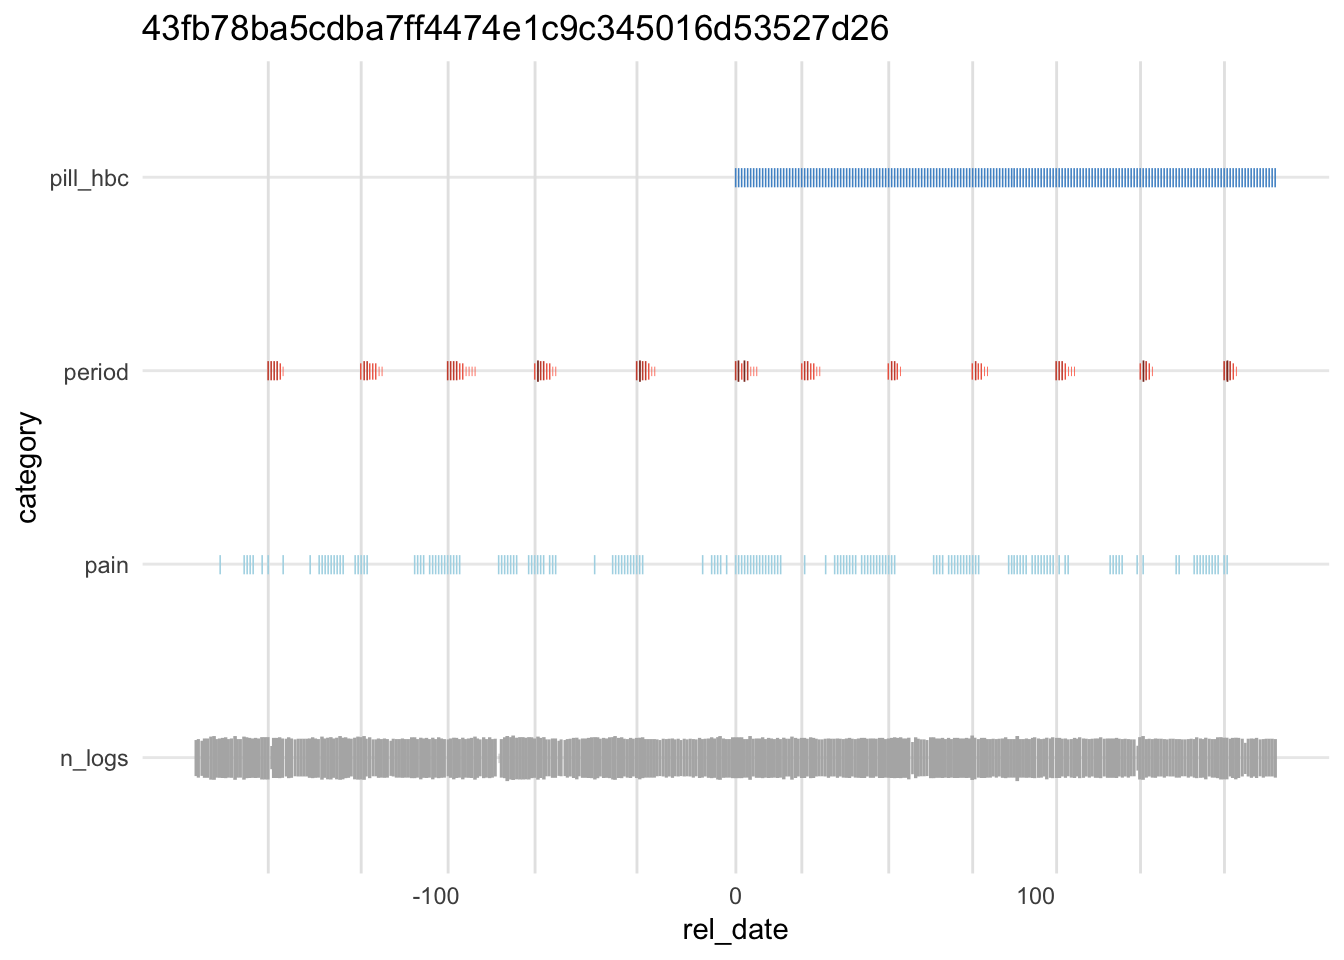 43fb78ba5cdba7ff4474e1c9c345016d53527d26
pill_hbc
period
pain
n_logs
category
-100
0
100
rel_date